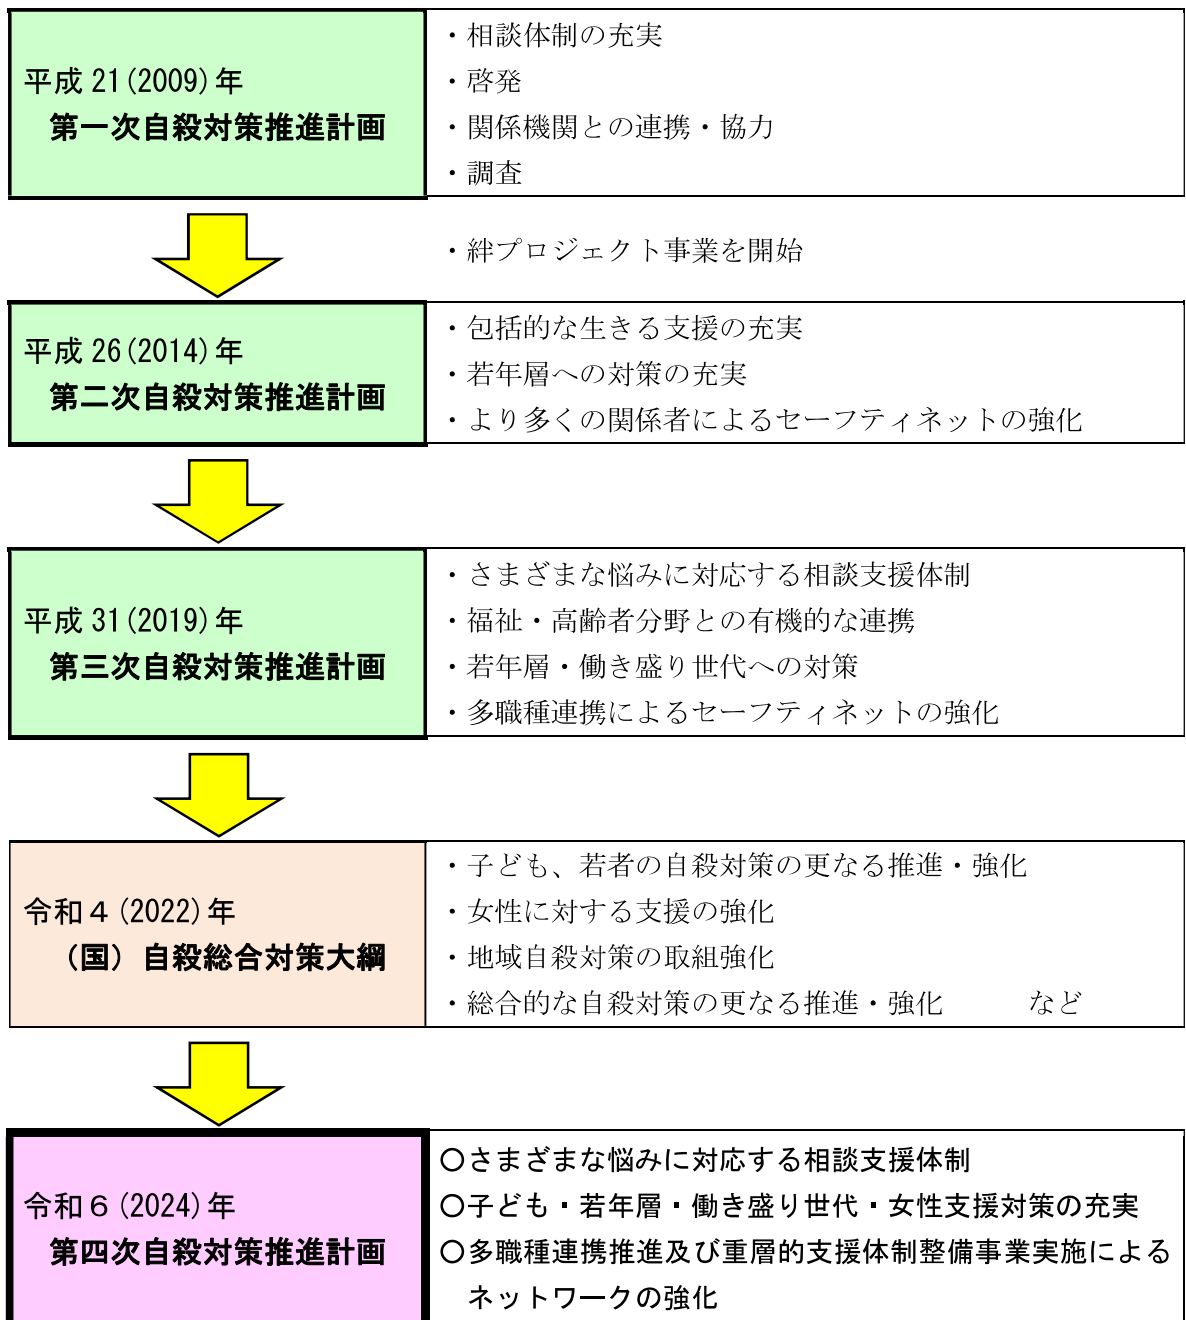 平成 21(2009)年
第一次自殺対策推進計画
・相談体制の充実
・啓発
・関係機関との連携・協力
・調査
・絆プロジェクト事業を開始
平成 26(2014)年
第二次自殺対策推進計画
・包括的な生きる支援の充実
・若年層への対策の充実
・より多くの関係者によるセーフティネットの強化
平成 31(2019)年
第三次自殺対策推進計画
・さまざまな悩みに対応する相談支援体制
・福祉・高齢者分野との有機的な連携
・若年層・働き盛り世代への対策
・多職種連携によるセーフティネットの強化
令和４(2022)年
（国）自殺総合対策大綱
・子ども、若者の自殺対策の更なる推進・強化
・女性に対する支援の強化
・地域自殺対策の取組強化
・総合的な自殺対策の更なる推進・強化　　　など
令和６(2024)年
第四次自殺対策推進計画
○さまざまな悩みに対応する相談支援体制
○子ども・若年層・働き盛り世代・女性支援対策の充実
○多職種連携推進及び重層的支援体制整備事業実施による
ネットワークの強化